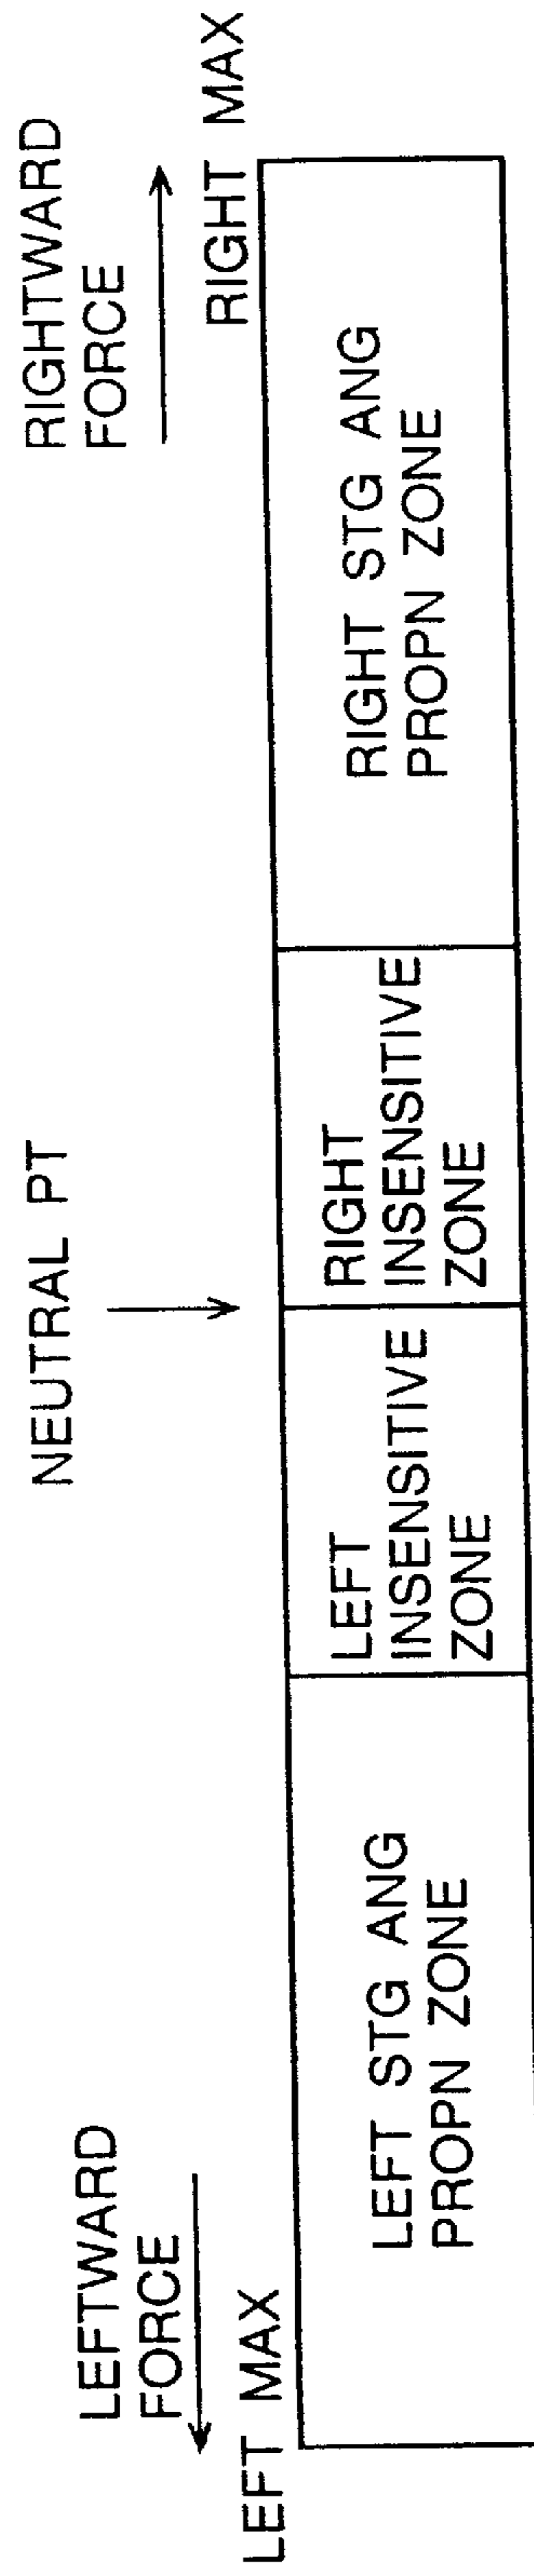 LEFTWARD
FORCE
NEUTRAL PT
RIGHTWARD
FORCE
LEFT MAX
RIGHT MAX
LEFT STG ANG
PROPN ZONE
LEFT
INSENSITIVE
ZONE
RIGHT
INSENSITIVE
ZONE
RIGHT STG ANG
PROPN ZONE